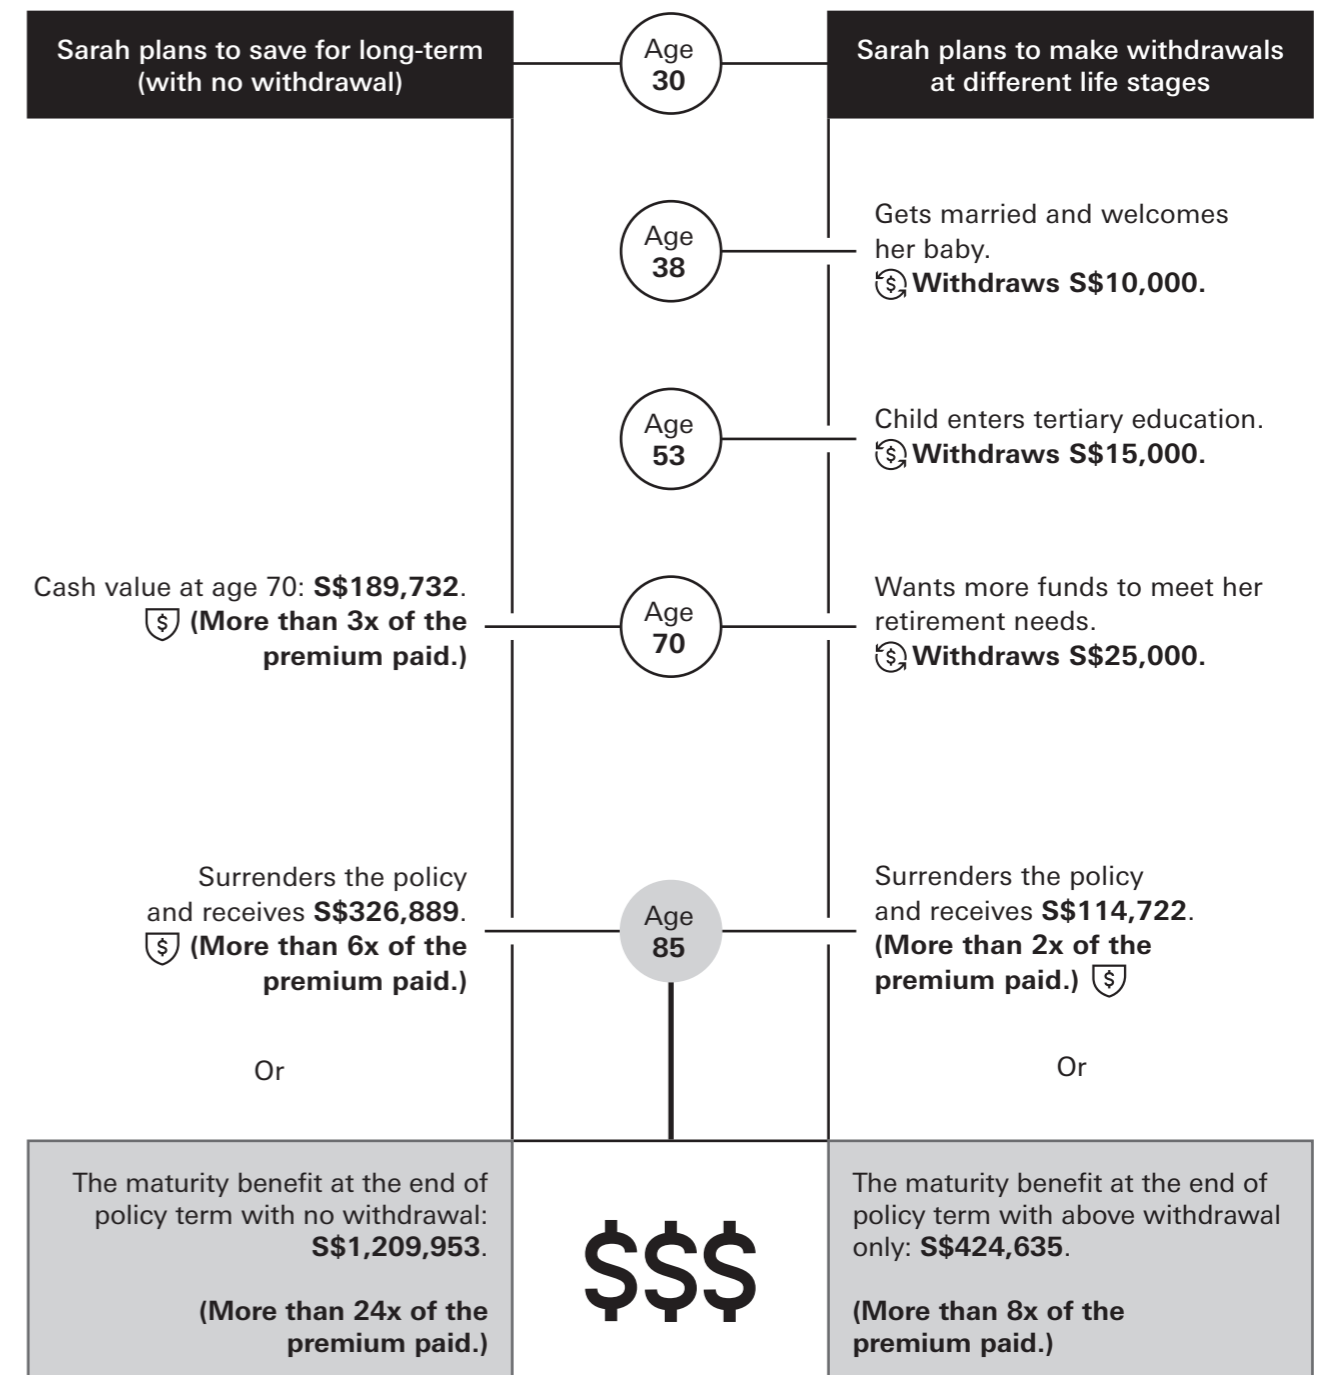 Sarah plans to save for long-term
(with no withdrawal)
Age
30
Sarah plans to make withdrawals
at different life stages
Age
38
Gets married and welcomes
her baby.
Withdraws S$10,000.
Age
53
Child enters tertiary education.
Withdraws S$15,000.
Cash value at age 70: S$189,732.
$ (More than 3x of the
premium paid.)
Age
70
Wants more funds to meet her
retirement needs.
Withdraws S$25,000.
Surrenders the policy
and receives S$326,889.
$ (More than 6x of the
premium paid.)
Age
85
Surrenders the policy
and receives S$114,722.
(More than 2x of the
premium paid.) $
Or
Or
The maturity benefit at the end of
policy term with no withdrawal:
S$1,209,953.
(More than 24x of the
premium paid.)
$$$
The maturity benefit at the end of
policy term with above withdrawal
only: S$424,635.
(More than 8x of the
premium paid.)